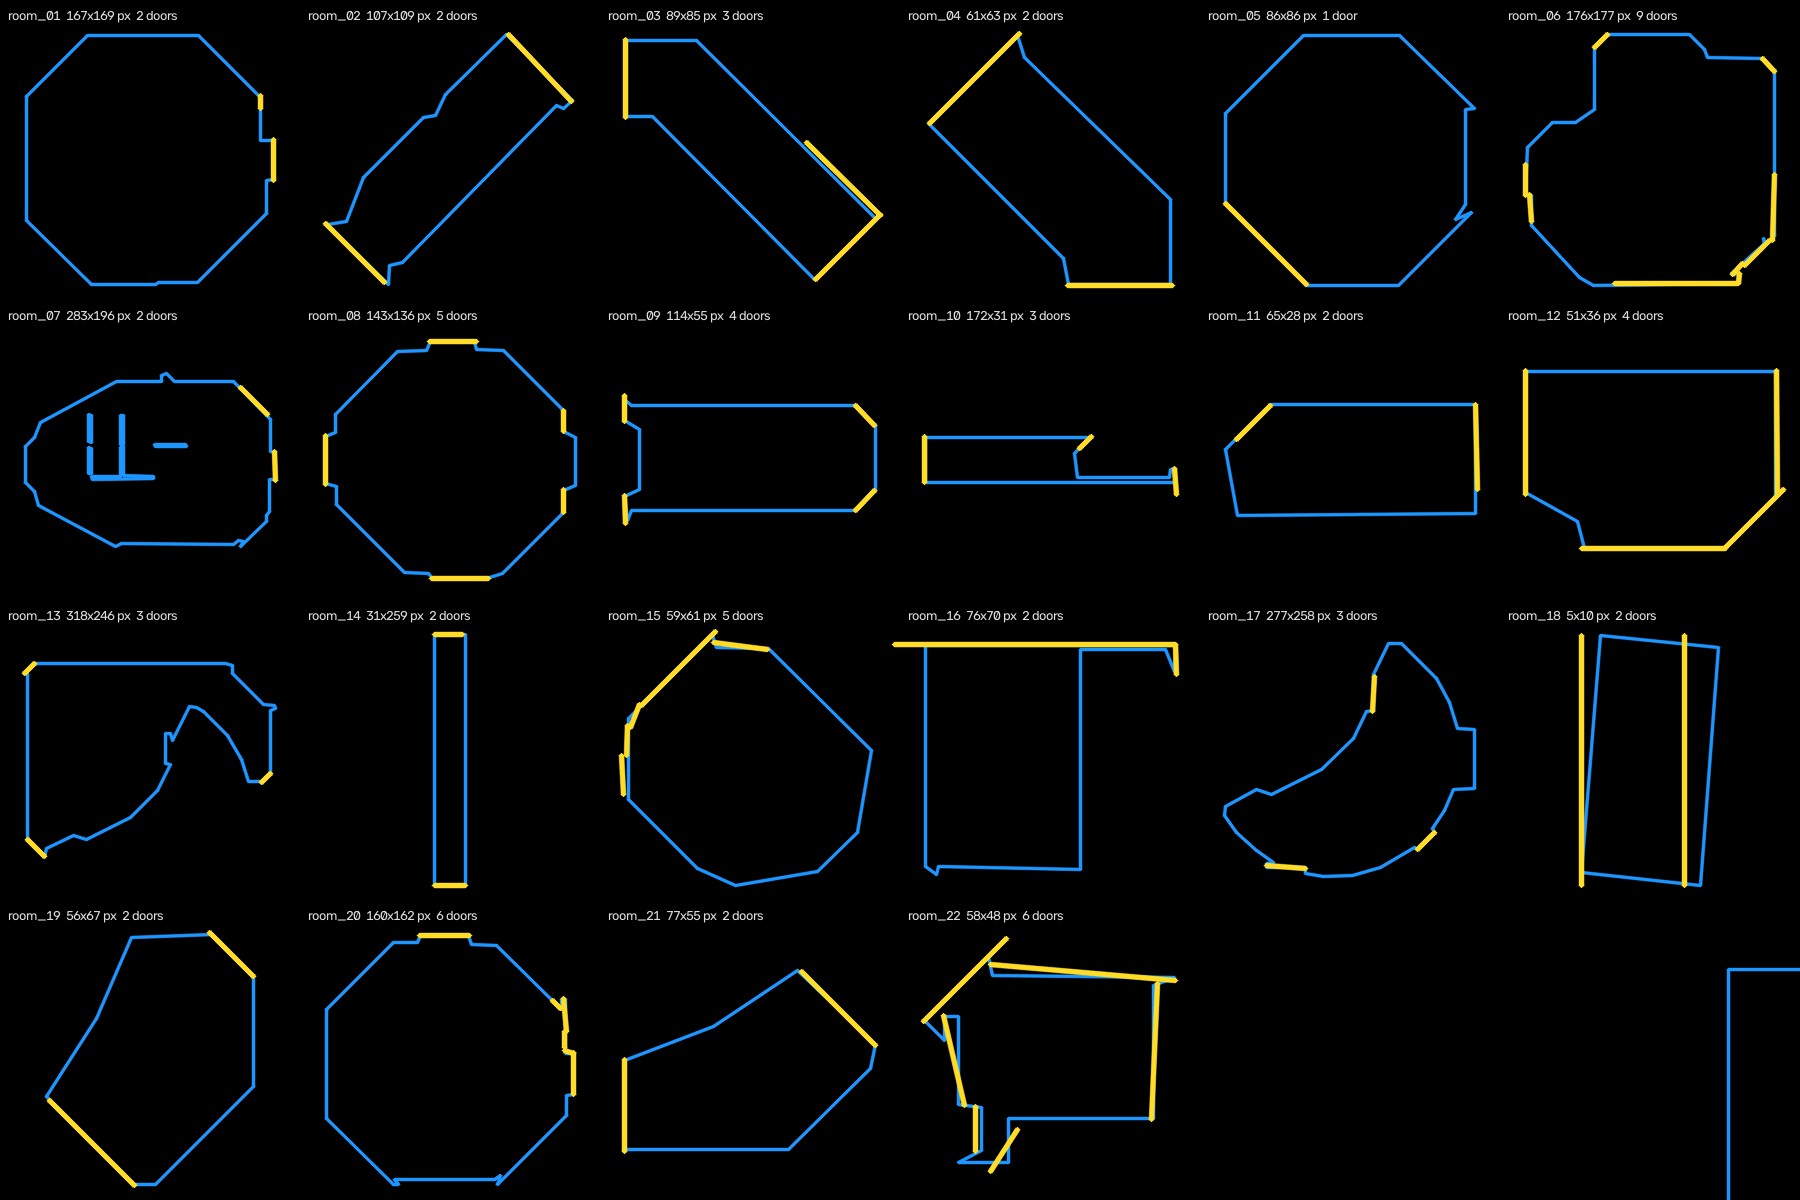 room_01 167x169 px 2 doors
room_02 107x109 px 2 doors
room_03 89x85 px 3 doors
room_04 61x63 px 2 doors
room_05 86x86 px 1 door
room_06 176x177 px 9 doors
room_07 283x196 px 2 doors
room_08 143x136 px 5 doors
room_09 114x55 px 4 doors
room_10 172x31 px 3 doors
room_11 65x28 px 2 doors
room_12 51x36 px 4 doors
room_13 318x246 px 3 doors
room_14 31x259 px 2 doors
room_15 59x61 px 5 doors
room_16 76x70 px 2 doors
room_17 277x258 px 3 doors
room_18 5x10 px 2 doors
room_19 56x67 px 2 doors
room_20 160x162 px 6 doors
room_21 77x55 px 2 doors
room_22 58x48 px 6 doors